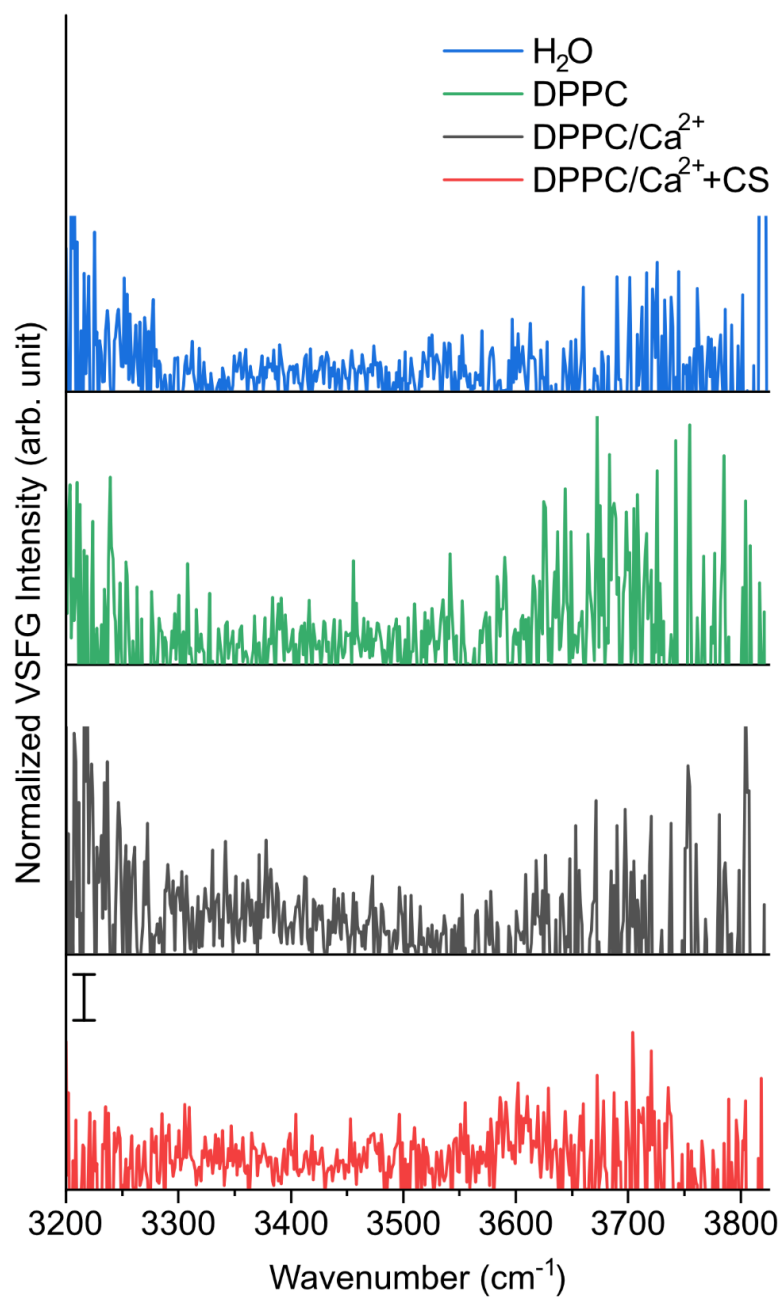 H₂O
DPPC
DPPC/Ca²⁺
DPPC/Ca²⁺+CS
Normalized VSFG Intensity (arb. unit)
3200 3300 3400 3500 3600 3700 3800
Wavenumber (cm⁻¹)